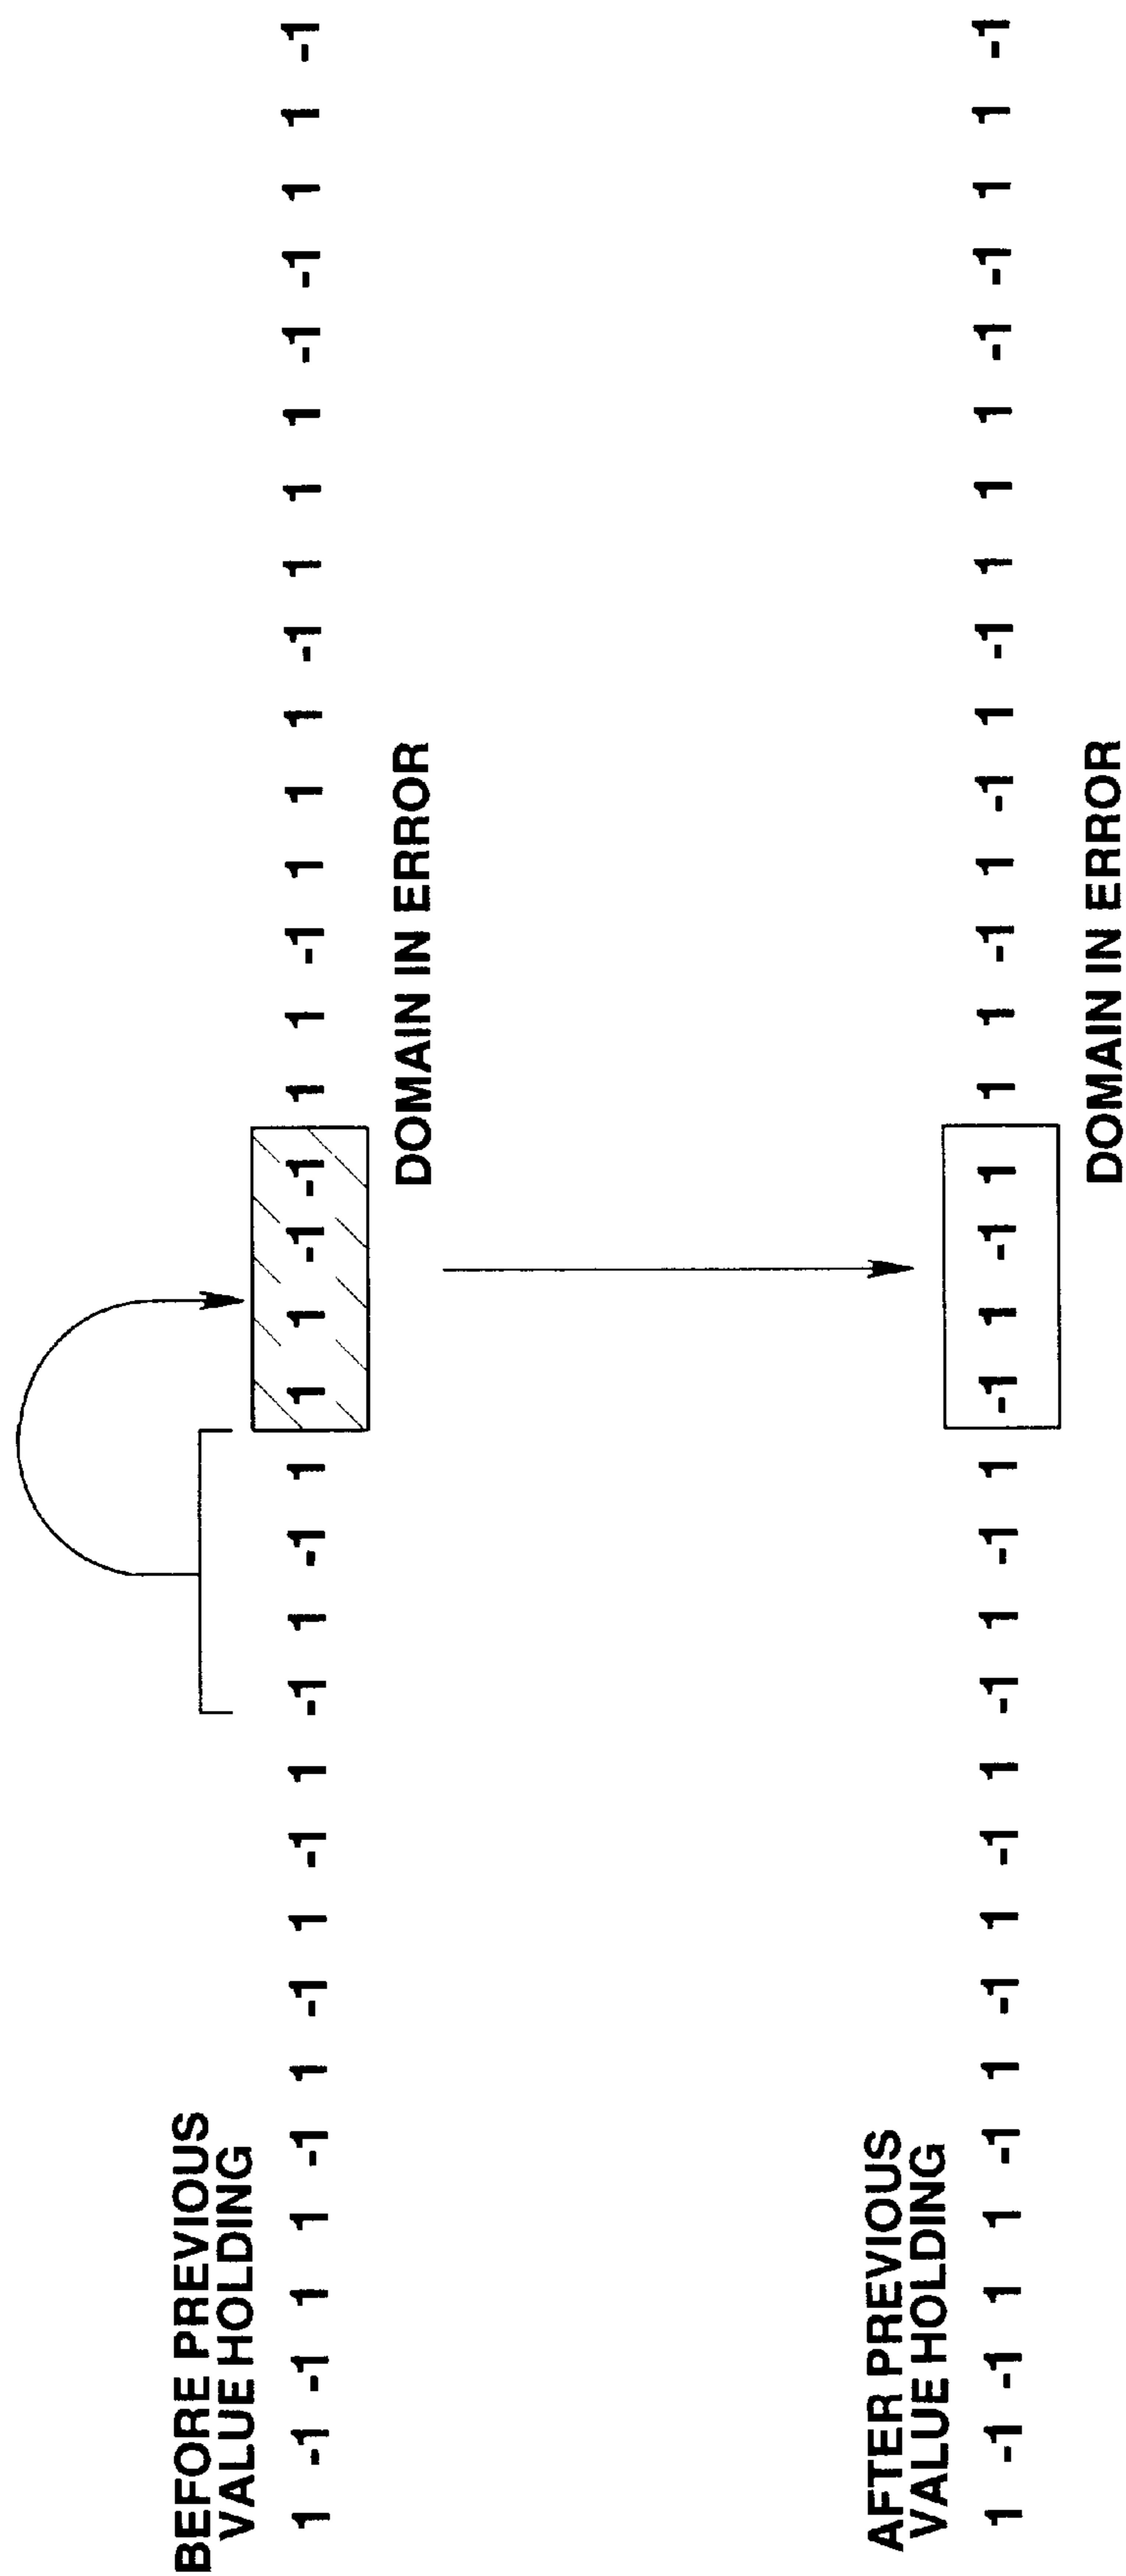 BEFORE PREVIOUS
VALUE HOLDING
1 -1 -1 1 1 -1 1 -1 1 -1 1 -1 1 -1 1 1 1 -1 -1 1 1 -1 1 1 1 -1 1 1 1 -1 -1 1 1 -1
DOMAIN IN ERROR
AFTER PREVIOUS
VALUE HOLDING
1 -1 -1 1 1 -1 1 -1 1 -1 1 -1 1 -1 1 -1 1 -1 1 1 1 -1 1 -1 1 -1 1 1 1 -1 -1 1 1 -1
DOMAIN IN ERROR